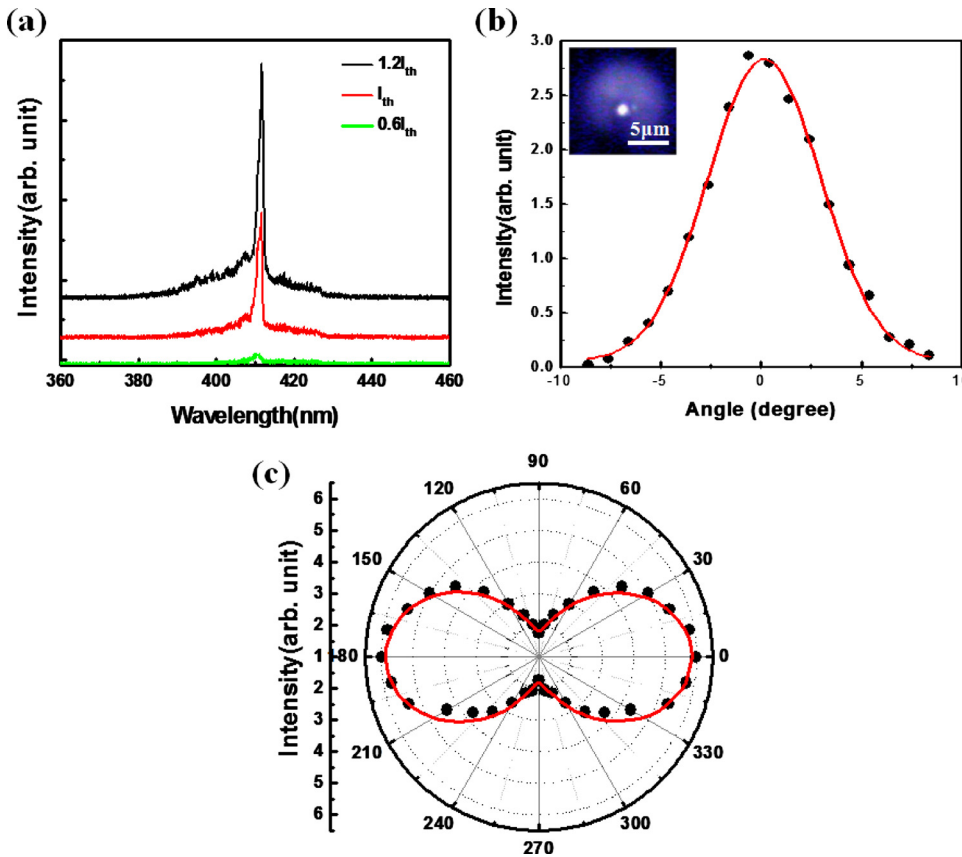 (a)
1.2Ith
Ith
0.6Ith
Intensity(arb. unit)
360 380 400 420 440 460
Wavelength(nm)
(b)
3.0
2.5
2.0
1.5
1.0
0.5
0.0
5μm
Intensity(arb. unit)
-10 -5 0 5 10
Angle (degree)
(c)
90
120 60
150 30
180 0
210 330
240 300
270
6
5
4
3
2
1
2
3
4
5
6
Intensity(arb. unit)